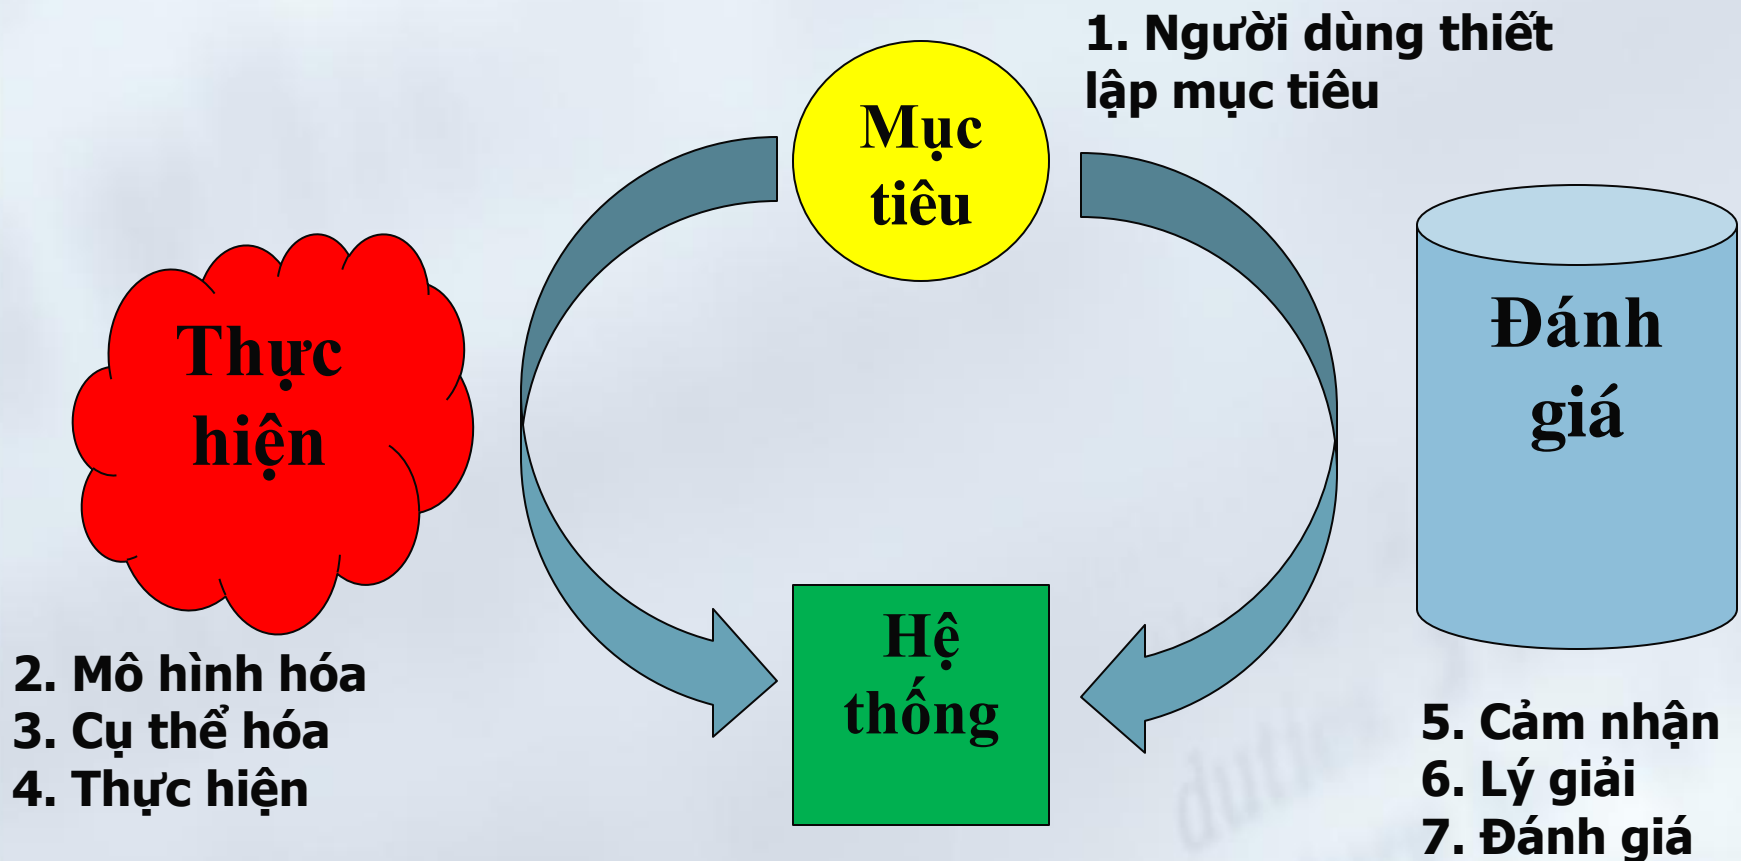 1. Người dùng thiết
lập mục tiêu
Mục
tiêu
Thực
hiện
Đánh
giá
Hệ
thống
2. Mô hình hóa
3. Cụ thể hóa
4. Thực hiện
5. Cảm nhận
6. Lý giải
7. Đánh giá